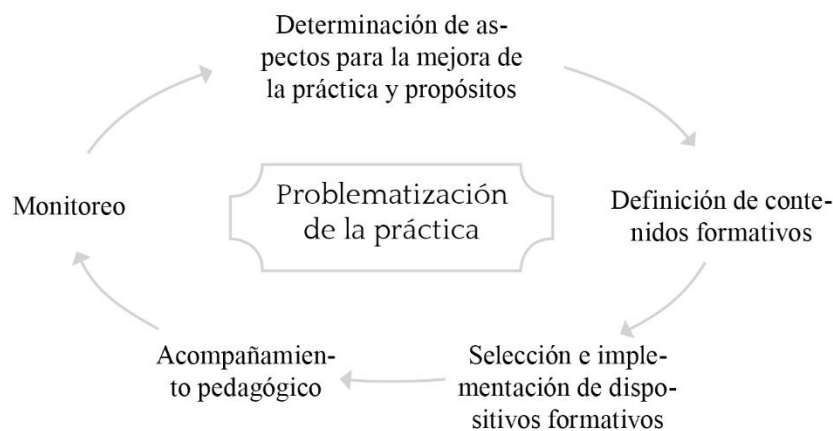 Determinación de as-
pectos para la mejora de
la práctica y propósitos
Definición de conte-
nidos formativos
Selección e imple-
mentación de dispo-
sitivos formativos
Acompañamien-
to pedagógico
Monitoreo
Problematización
de la práctica